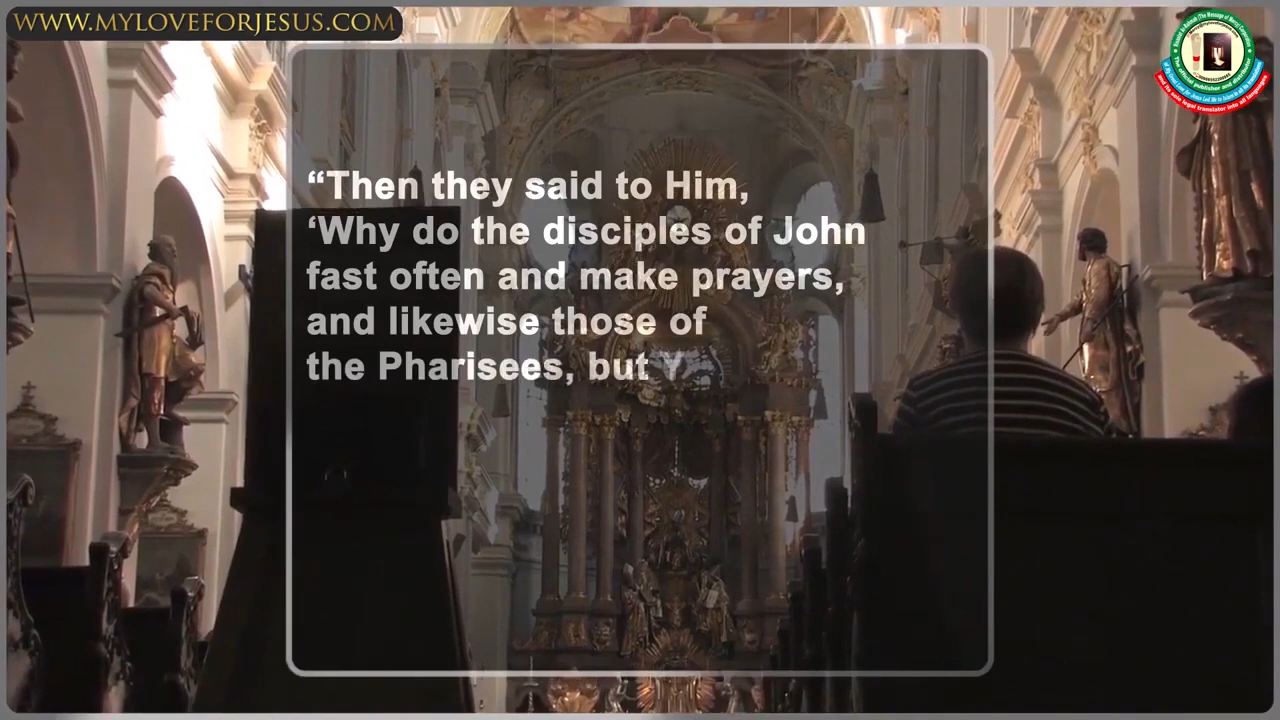 WWW.MYLOVEFORJESUS.COM
“Then they said to Him,
‘Why do the disciples of John
fast often and make prayers,
and likewise those of
the Pharisees, but Y